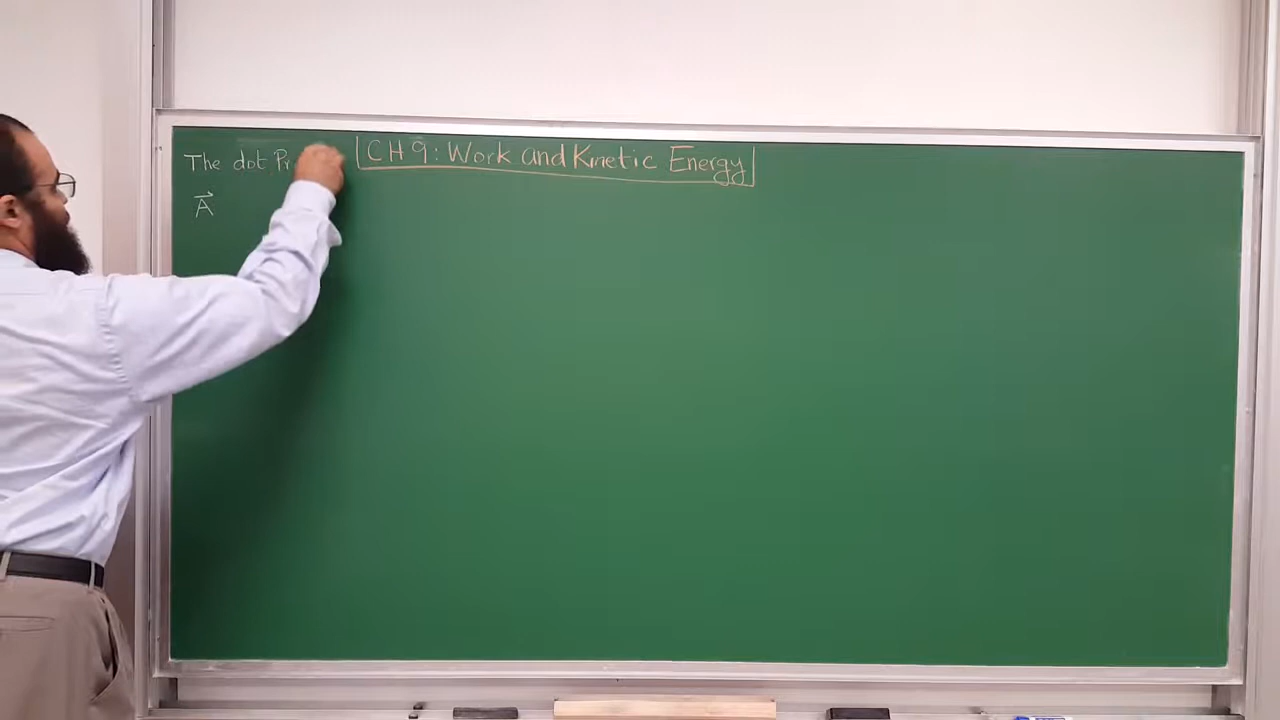 CH 9: Work and Kinetic Energy
The dot Pr
A⃗